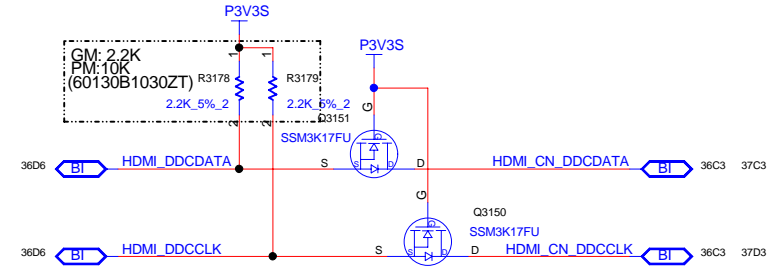 P3V3S
P3V3S
GM: 2.2K
PM:10K
(60130B1030ZT)
1
1
R3178
R3179
2.2K_5%_2
2.2K_5%_2
2
2
Q3151
G
SSM3K17FU
G
S
D
36D6
BI
HDMI_DDCDATA
S
D
HDMI_CN_DDCDATA
BI
36C3
37C3
G
Q3150
SSM3K17FU
G
S
D
36D6
BI
HDMI_DDCCLK
S
D
HDMI_CN_DDCCLK
BI
36C3
37D3